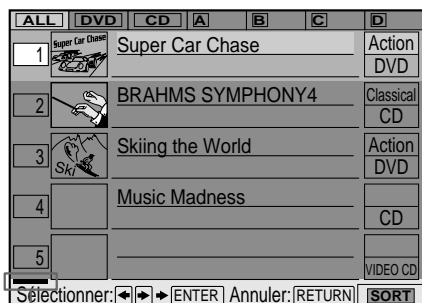 ALL DVD CD A B C D
1 Super Car Chase Super Car Chase Action DVD
2 BRAHMS SYMPHONY4 Classical CD
3 Ski Skiing the World Action DVD
4 Music Madness CD
5 VIDEO CD
Sélectionner: ENTER Annuler: RETURN SORT